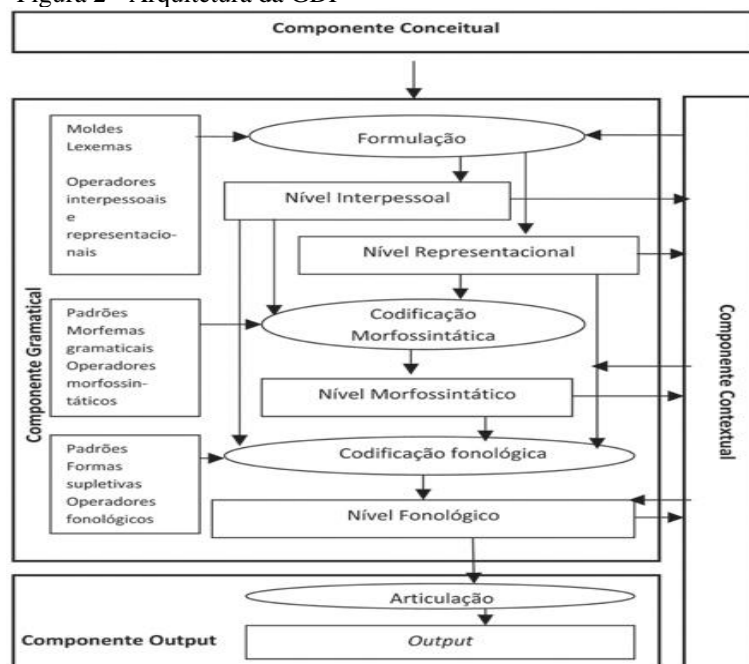 Figura 2 - Arquitetura da GDF
Componente Conceitual
Moldes
Lexemas
Operadores
interpessoais
e
representacio-
nais
Formulação
Nível Interpessoal
Nível Representacional
Componente Gramatical
Padrões
Morfemas
gramaticais
Operadores
morfossin-
táticos
Codificação
Morfossintática
Nível Morfossintático
Padrões
Formas
supletivas
Operadores
fonológicos
Codificação fonológica
Nível Fonológico
Componente Contextual
Articulação
Componente Output
Output